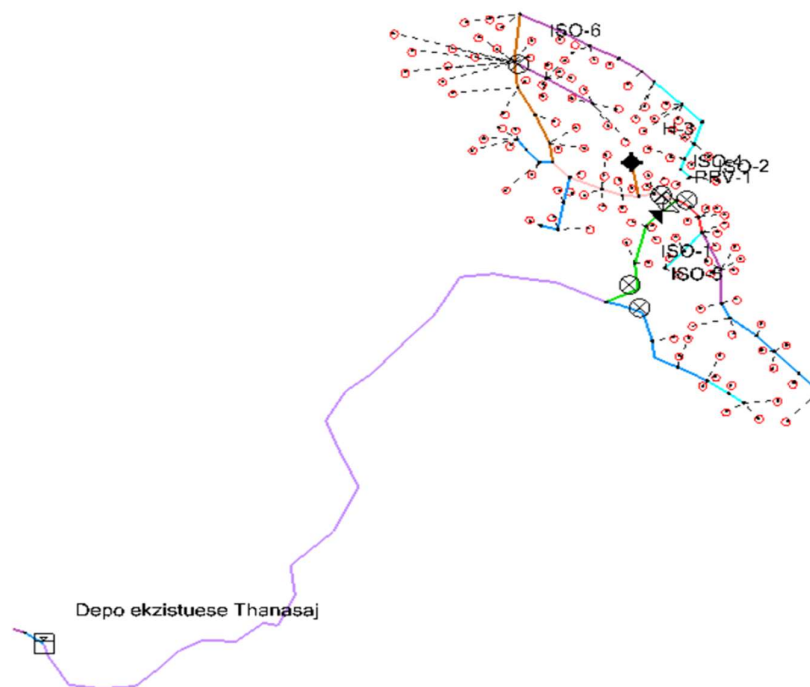 ISO-6
H-3
ISO-4
ISO-2
PRV-1
ISO-1
ISO-5
Depo ekzistuese Thanasaj